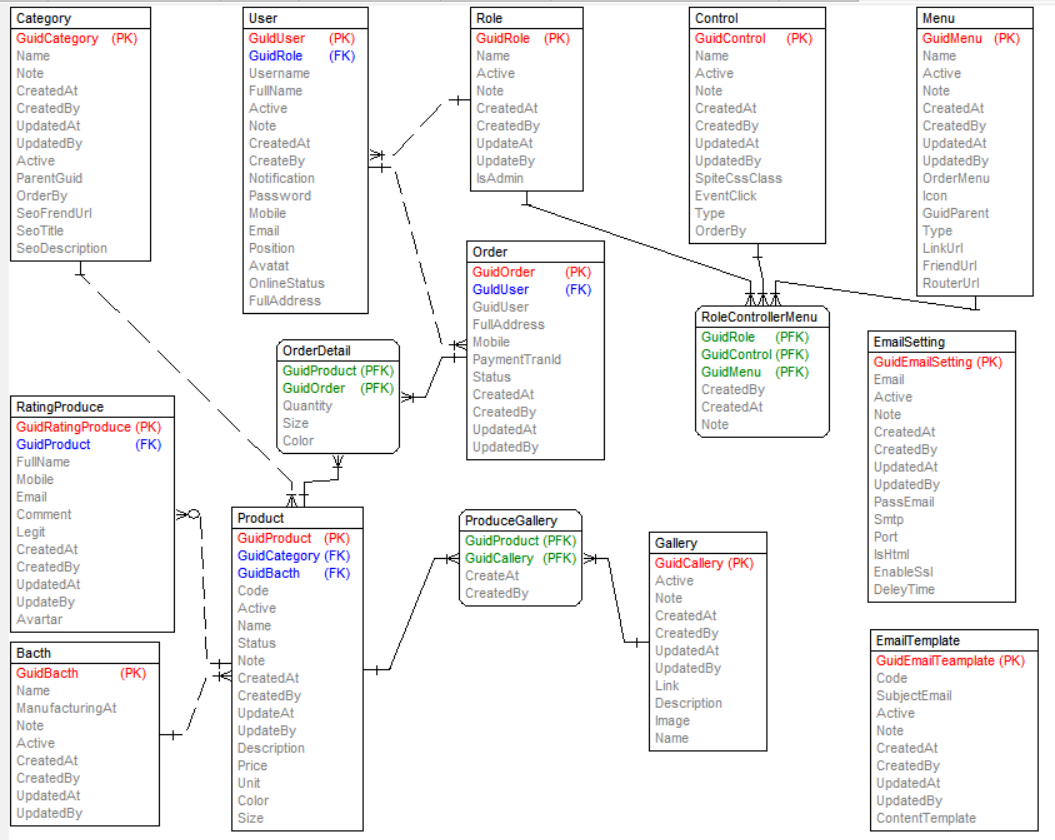 Category
GuidCategory (PK)
Name
Note
CreatedAt
CreatedBy
UpdatedAt
UpdatedBy
Active
ParentGuid
OrderBy
SeoFrendUrl
SeoTitle
SeoDescription
User
GuldUser (PK)
GuidRole (FK)
Username
FullName
Active
Note
CreatedAt
CreateBy
Notification
Password
Mobile
Email
Position
Avatat
OnlineStatus
FullAddress
Role
GuidRole (PK)
Name
Active
Note
CreatedAt
CreatedBy
UpdateAt
UpdateBy
IsAdmin
Control
GuidControl (PK)
Name
Active
Note
CreatedAt
CreatedBy
UpdatedAt
UpdatedBy
SpiteCssClass
EventClick
Type
OrderBy
Menu
GuidMenu (PK)
Name
Active
Note
CreatedAt
CreatedBy
UpdatedAt
UpdatedBy
OrderMenu
Icon
GuidParent
Type
LinkUrl
FriendUrl
RouterUrl
Order
GuidOrder (PK)
GuldUser (FK)
GuidUser
FullAddress
Mobile
PaymentTranId
Status
CreatedAt
CreatedBy
UpdatedAt
UpdatedBy
RoleControllerMenu
GuidRole (PFK)
GuidControl (PFK)
GuidMenu (PFK)
CreatedBy
CreatedAt
Note
OrderDetail
GuidProduct (PFK)
GuidOrder (PFK)
Quantity
Size
Color
EmailSetting
GuidEmailSetting (PK)
Email
Active
Note
CreatedAt
CreatedBy
UpdatedAt
UpdatedBy
PassEmail
Smtp
Port
IsHtml
EnableSsl
DeleyTime
RatingProduce
GuidRatingProduce (PK)
GuidProduct (FK)
FullName
Mobile
Email
Comment
Legit
CreatedAt
CreatedBy
UpdatedAt
UpdateBy
Avartar
Product
GuidProduct (PK)
GuidCategory (FK)
GuidBacth (FK)
Code
Active
Name
Status
Note
CreatedAt
CreatedBy
UpdateAt
UpdateBy
Description
Price
Unit
Color
Size
ProduceGallery
GuidProduct (PFK)
GuidCallery (PFK)
CreateAt
CreatedBy
Gallery
GuidCallery (PK)
Active
Note
CreatedAt
CreatedBy
UpdatedAt
UpdatedBy
Link
Description
Image
Name
Bacth
GuidBacth (PK)
Name
ManufacturingAt
Note
Active
CreatedAt
CreatedBy
UpdatedAt
UpdatedBy
EmailTemplate
GuidEmailTeamplate (PK)
Code
SubjectEmail
Active
Note
CreatedAt
CreatedBy
UpdatedAt
UpdatedBy
ContentTemplate